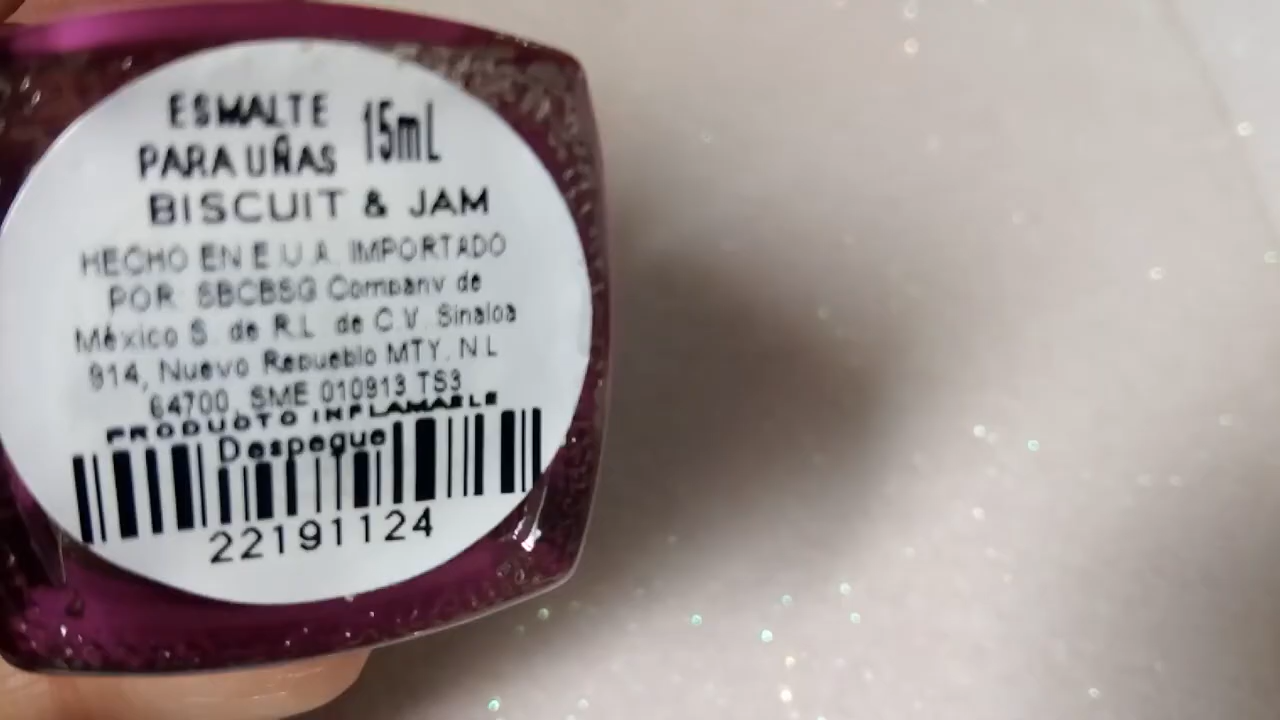 ESMALTE
PARA UÑAS 15mL
BISCUIT & JAM
HECHO EN E.U.A. IMPORTADO
POR: SBCBSG Company de
México S. de R.L. de C.V. Sinaloa
914, Nuevo Repueblo MTY. N.L
64700, SME 010913 TS3
PRODUCTO INFLAMABLE
Despegue
22191124